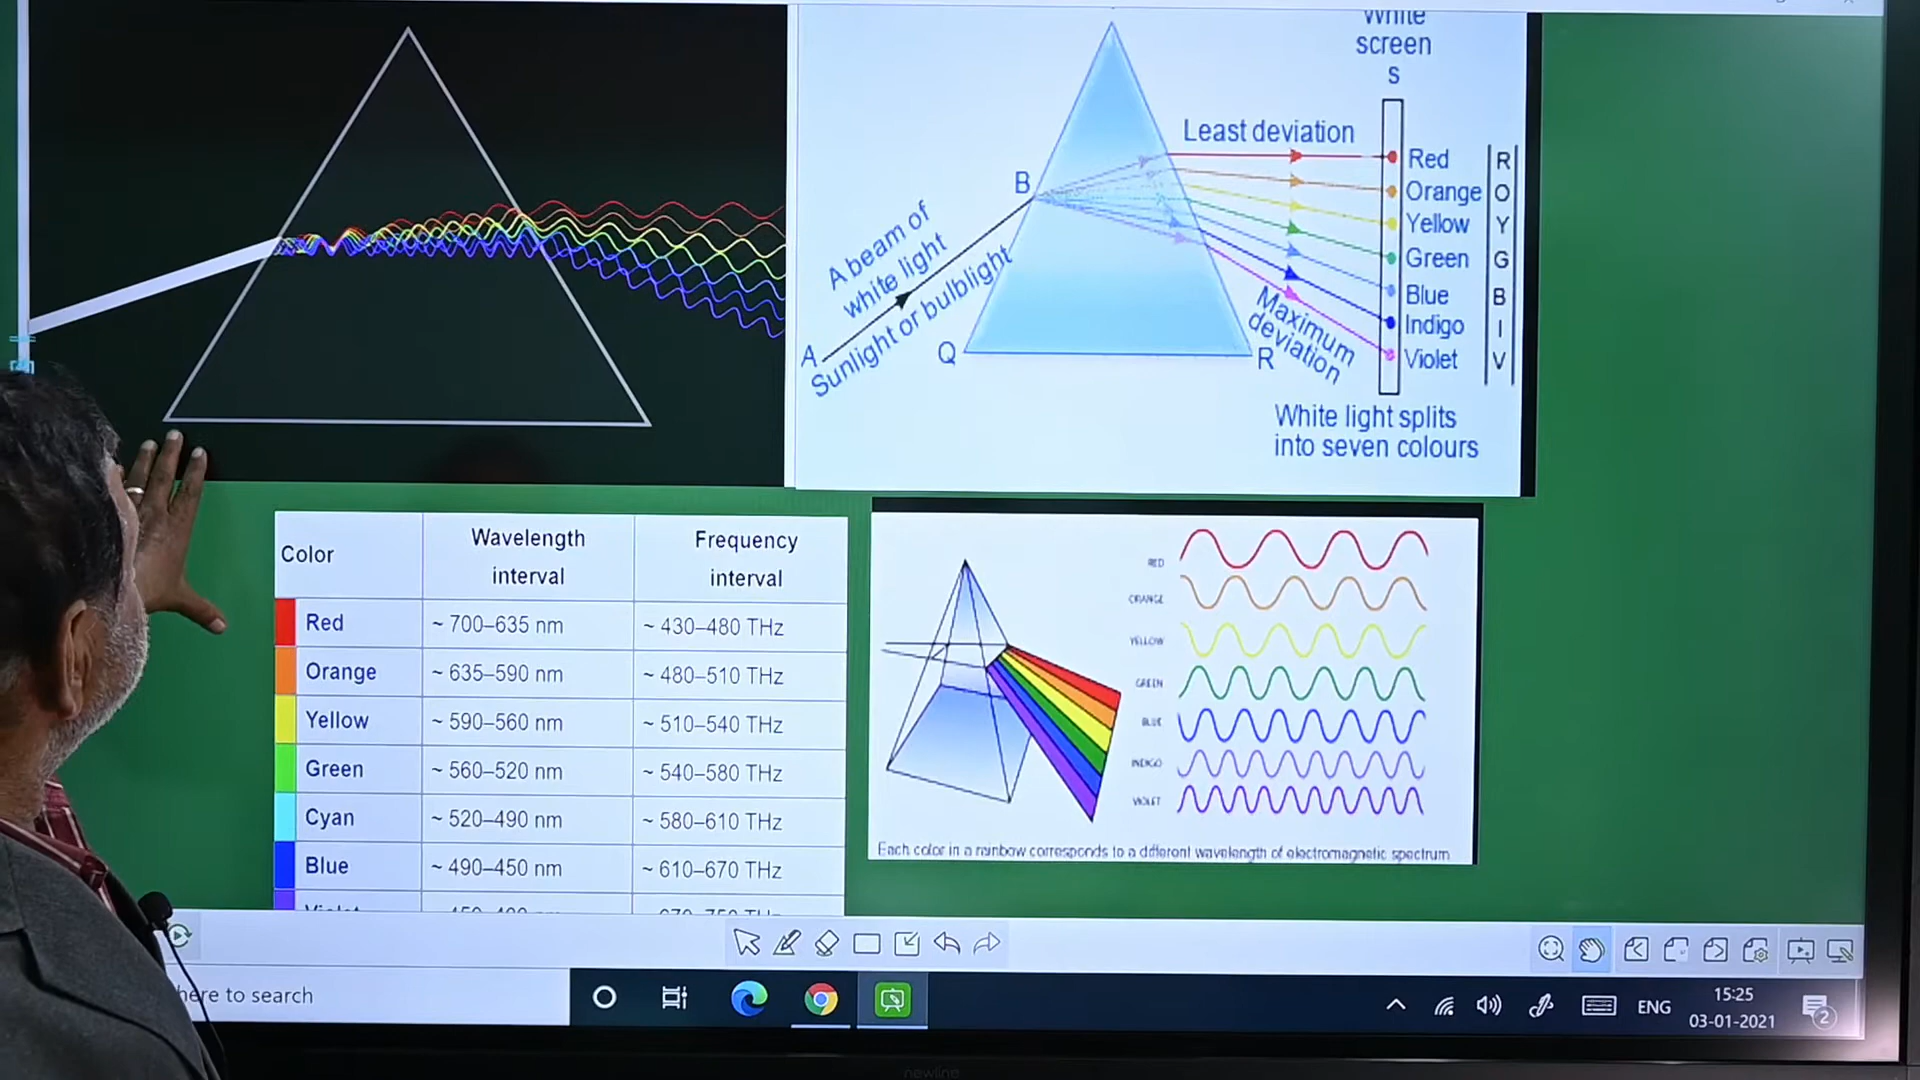 White
screen
S
Least deviation
B
A beam of
white light
Sunlight or bulblight
A
Q
R
Maximum
deviation
Red R
Orange O
Yellow Y
Green G
Blue B
Indigo I
Violet V
White light splits
into seven colours
Color Wavelength interval Frequency interval
Red ~ 700–635 nm ~ 430–480 THz
Orange ~ 635–590 nm ~ 480–510 THz
Yellow ~ 590–560 nm ~ 510–540 THz
Green ~ 560–520 nm ~ 540–580 THz
Cyan ~ 520–490 nm ~ 580–610 THz
Blue ~ 490–450 nm ~ 610–670 THz
RED
ORANGE
YELLOW
GREEN
BLUE
INDIGO
VIOLET
Each color in a rainbow corresponds to a different wavelength of electromagnetic spectrum
here to search
ENG
15:25
03-01-2021
2
newline